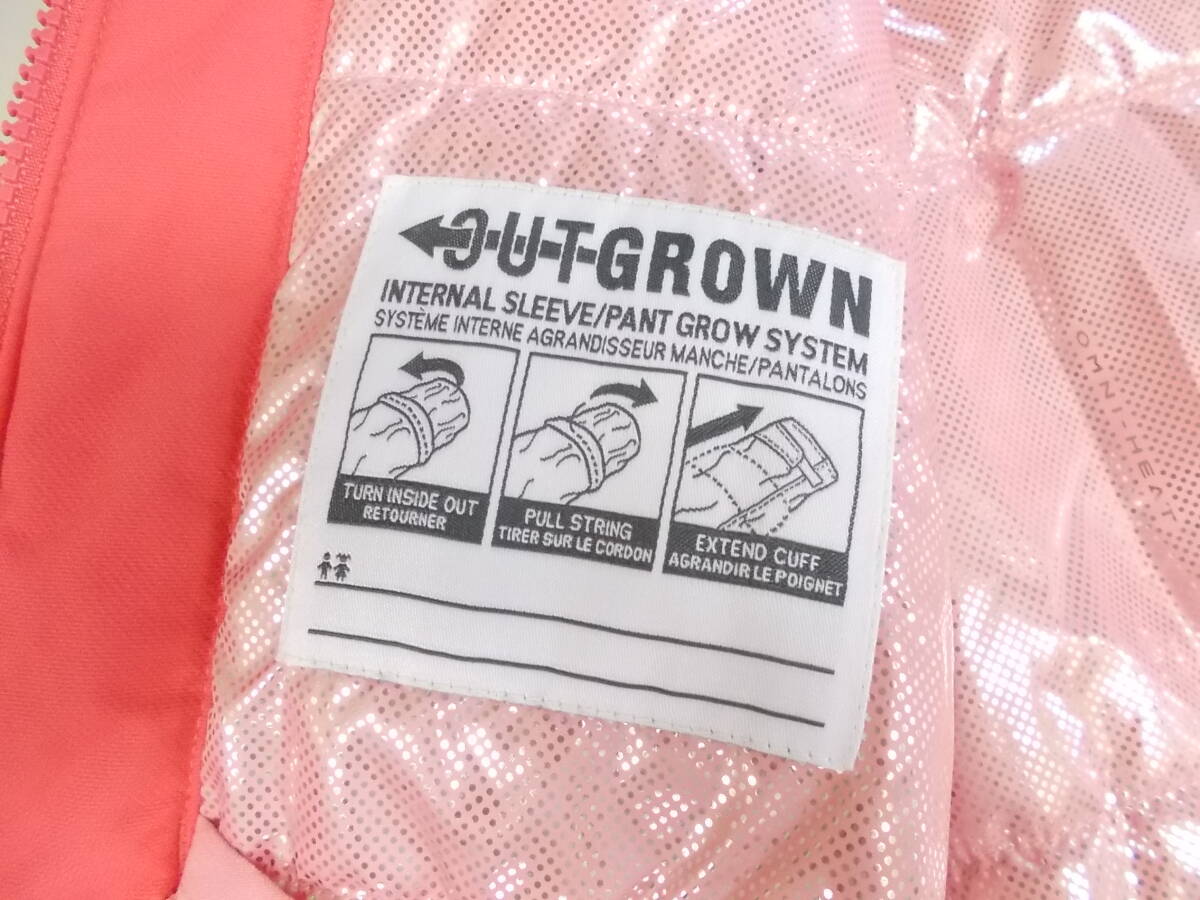 OUTGROWN
INTERNAL SLEEVE/PANT GROW SYSTEM
SYSTÈME INTERNE AGRANDISSEUR MANCHE/PANTALONS
TURN INSIDE OUT
RETOURNER
PULL STRING
TIRER SUR LE CORDON
EXTEND CUFF
AGRANDIR LE POIGNET
OMNI-HEAT